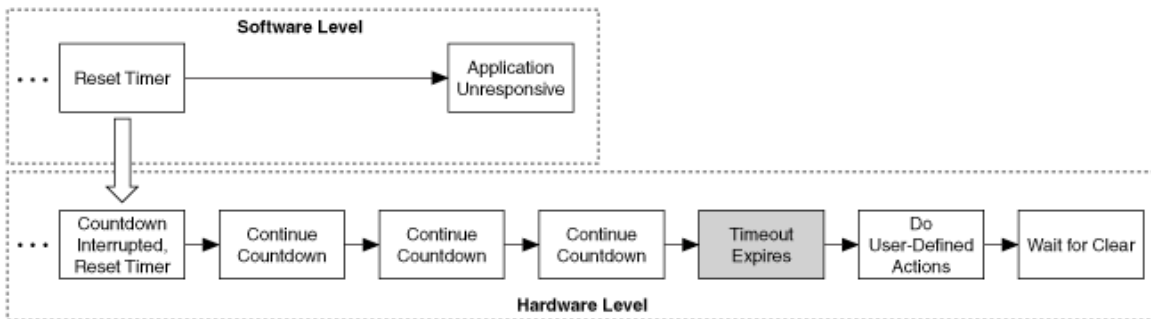 Software Level
...
Reset Timer
Application
Unresponsive
...
Countdown
Interrupted,
Reset Timer
Continue
Countdown
Continue
Countdown
Continue
Countdown
Timeout
Expires
Do
User-Defined
Actions
Wait for Clear
Hardware Level